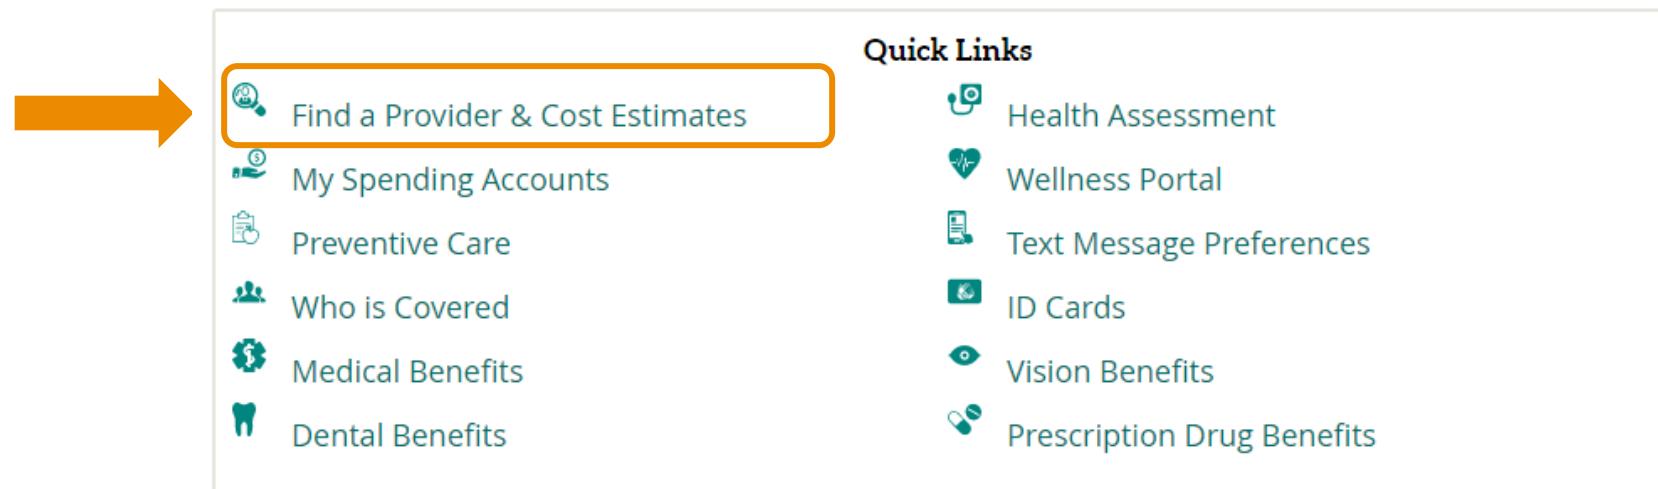 Quick Links
Find a Provider & Cost Estimates
My Spending Accounts
Preventive Care
Who is Covered
Medical Benefits
Dental Benefits
Health Assessment
Wellness Portal
Text Message Preferences
ID Cards
Vision Benefits
Prescription Drug Benefits